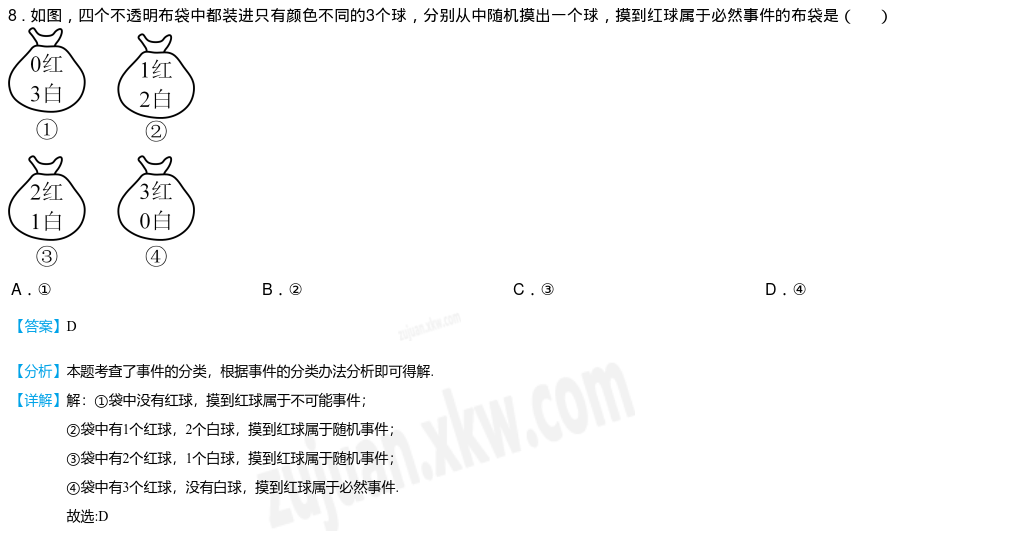 8．如图，四个不透明布袋中都装进只有颜色不同的3个球，分别从中随机摸出一个球，摸到红球属于必然事件的布袋是（　　）
0红
3白
①
1红
2白
②
2红
1白
③
3红
0白
④
A．① B．② C．③ D．④
【答案】D
【分析】本题考查了事件的分类，根据事件的分类办法分析即可得解.
【详解】解：①袋中没有红球，摸到红球属于不可能事件；
②袋中有1个红球，2个白球，摸到红球属于随机事件；
③袋中有2个红球，1个白球，摸到红球属于随机事件；
④袋中有3个红球，没有白球，摸到红球属于必然事件.
故选:D
zujuan.xkw.com
zujuan.xkw.com